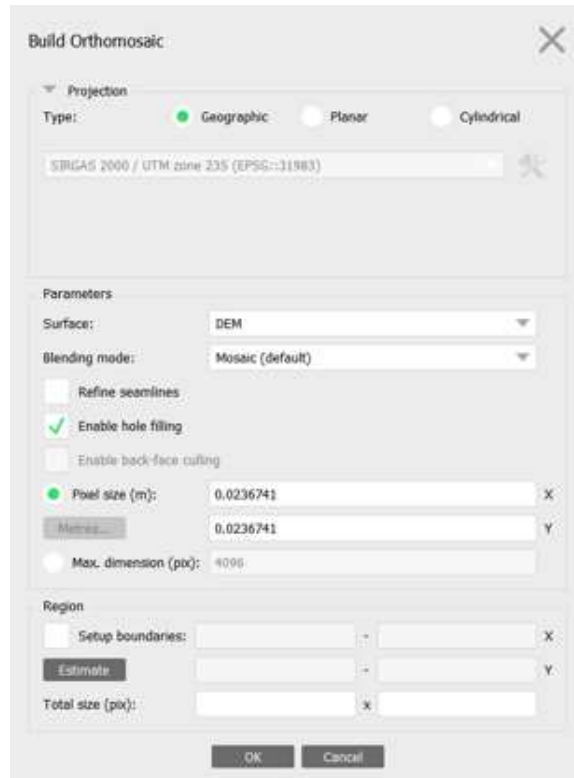 Build Orthomosaic
Projection
Type: Geographic Planar Cylindrical
SIRGAS 2000 / UTM zone 23S (EPSG::31983)
Parameters
Surface: DEM
Blending mode: Mosaic (default)
Refine seamlines
Enable hole filling
Enable back-face culling
Pixel size (m): 0.0236741 X
Metres... 0.0236741 Y
Max. dimension (pix): 4096
Region
Setup boundaries: - X
Estimate - Y
Total size (pix): x
OK Cancel